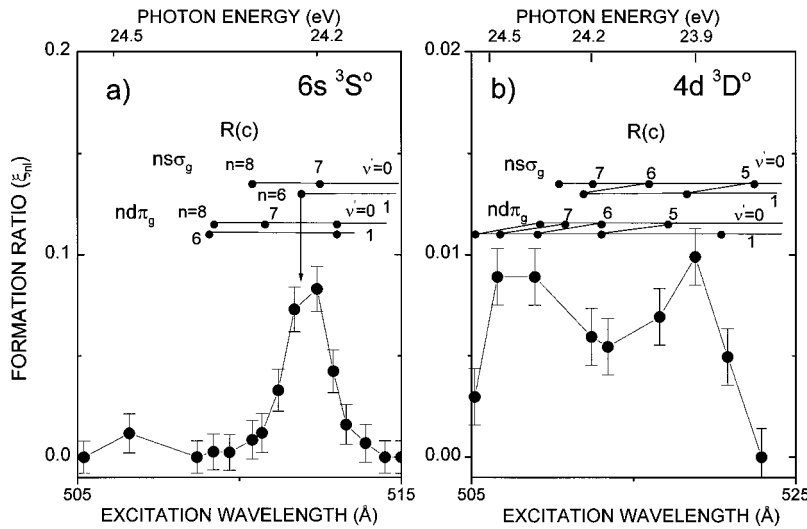 PHOTON ENERGY (eV)
24.5 24.2
0.2
a) 6s ³Sᵒ
R(c)
nsσg n=8 7 ν'=0
n=6 1
ndπg n=8 7 ν'=0
6 1
0.1
0.0
FORMATION RATIO (ξnl)
505 515
EXCITATION WAVELENGTH (Å)
PHOTON ENERGY (eV)
24.5 24.2 23.9
0.02
b) 4d ³Dᵒ
R(c)
nsσg 7 6 5 ν'=0
1
ndπg 7 6 5 ν'=0
1
0.01
0.00
505 525
EXCITATION WAVELENGTH (Å)